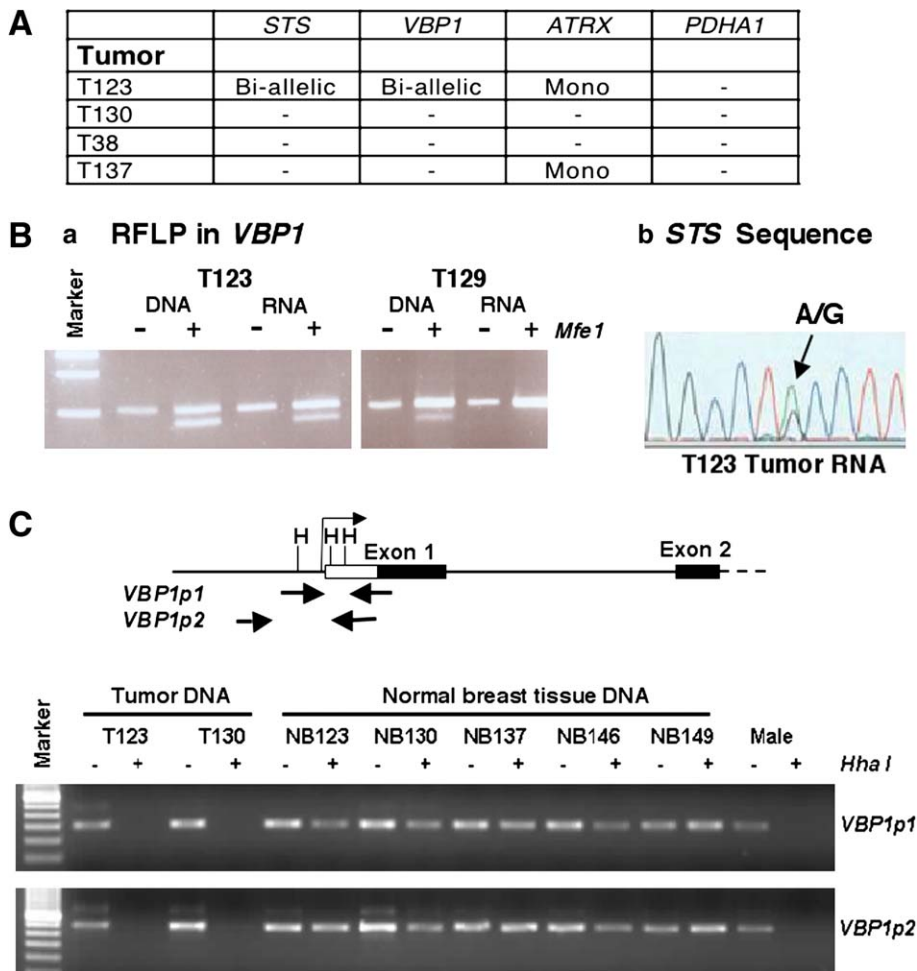 A
STS VBP1 ATRX PDHA1
Tumor
T123 Bi-allelic Bi-allelic Mono -
T130 - - - -
T38 - - - -
T137 - - Mono -
B a RFLP in VBP1
b STS Sequence
Marker
T123
DNA RNA
- + - +
T129
DNA RNA
- + - + Mfe1
A/G
T123 Tumor RNA
C
H H H
Exon 1 Exon 2
VBP1p1
VBP1p2
Marker
Tumor DNA Normal breast tissue DNA
T123 T130 NB123 NB130 NB137 NB146 NB149 Male
- + - + - + - + - + - + - + - + Hha I
VBP1p1
VBP1p2